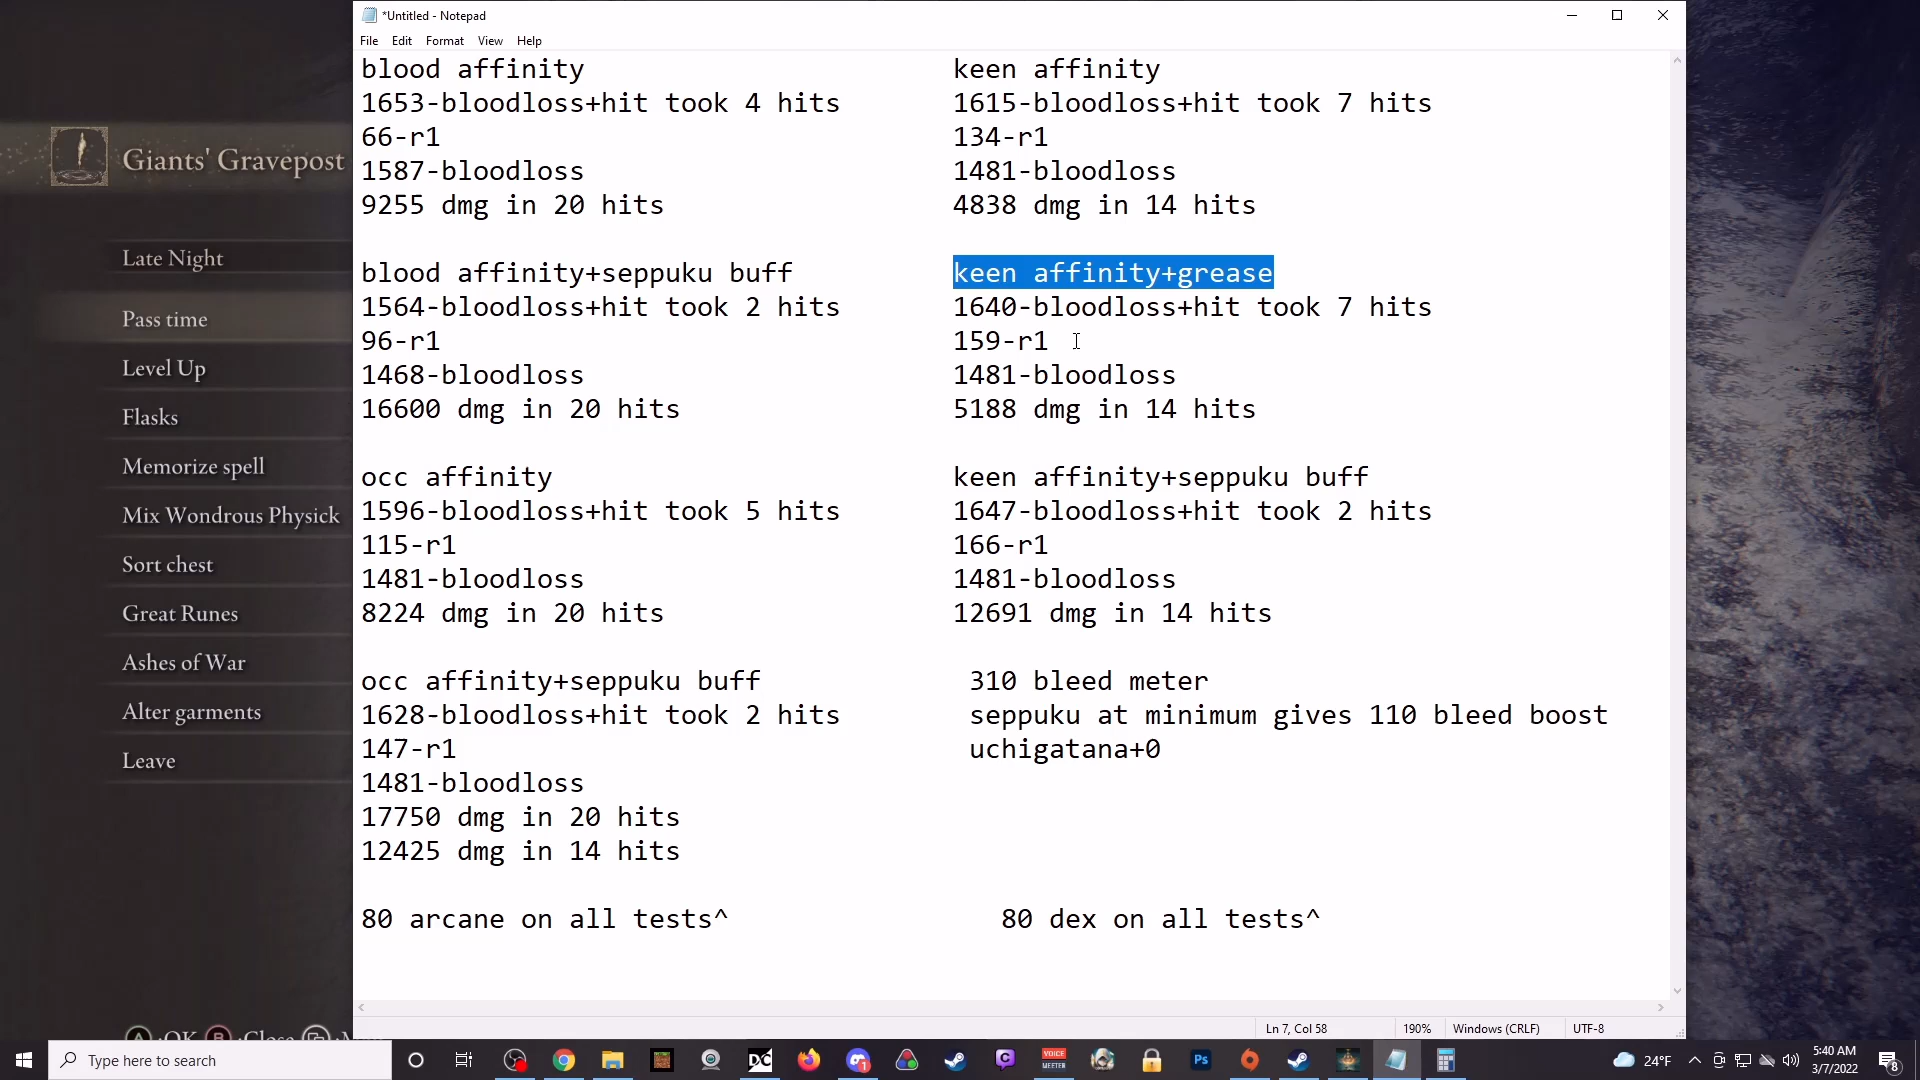 *Untitled - Notepad
File Edit Format View Help
blood affinity
1653-bloodloss+hit took 4 hits
66-r1
1587-bloodloss
9255 dmg in 20 hits
blood affinity+seppuku buff
1564-bloodloss+hit took 2 hits
96-r1
1468-bloodloss
16600 dmg in 20 hits
occ affinity
1596-bloodloss+hit took 5 hits
115-r1
1481-bloodloss
8224 dmg in 20 hits
occ affinity+seppuku buff
1628-bloodloss+hit took 2 hits
147-r1
1481-bloodloss
17750 dmg in 20 hits
12425 dmg in 14 hits
80 arcane on all tests^
keen affinity
1615-bloodloss+hit took 7 hits
134-r1
1481-bloodloss
4838 dmg in 14 hits
keen affinity+grease
1640-bloodloss+hit took 7 hits
159-r1
1481-bloodloss
5188 dmg in 14 hits
keen affinity+seppuku buff
1647-bloodloss+hit took 2 hits
166-r1
1481-bloodloss
12691 dmg in 14 hits
310 bleed meter
seppuku at minimum gives 110 bleed boost
uchigatana+0
80 dex on all tests^
Ln 7, Col 58 190% Windows (CRLF) UTF-8
Giants' Gravepost
Late Night
Pass time
Level Up
Flasks
Memorize spell
Mix Wondrous Physick
Sort chest
Great Runes
Ashes of War
Alter garments
Leave
A :OK B :Close
Type here to search
DC
VOICE
MEETER
Ps
24°F
5:40 AM
3/7/2022
8